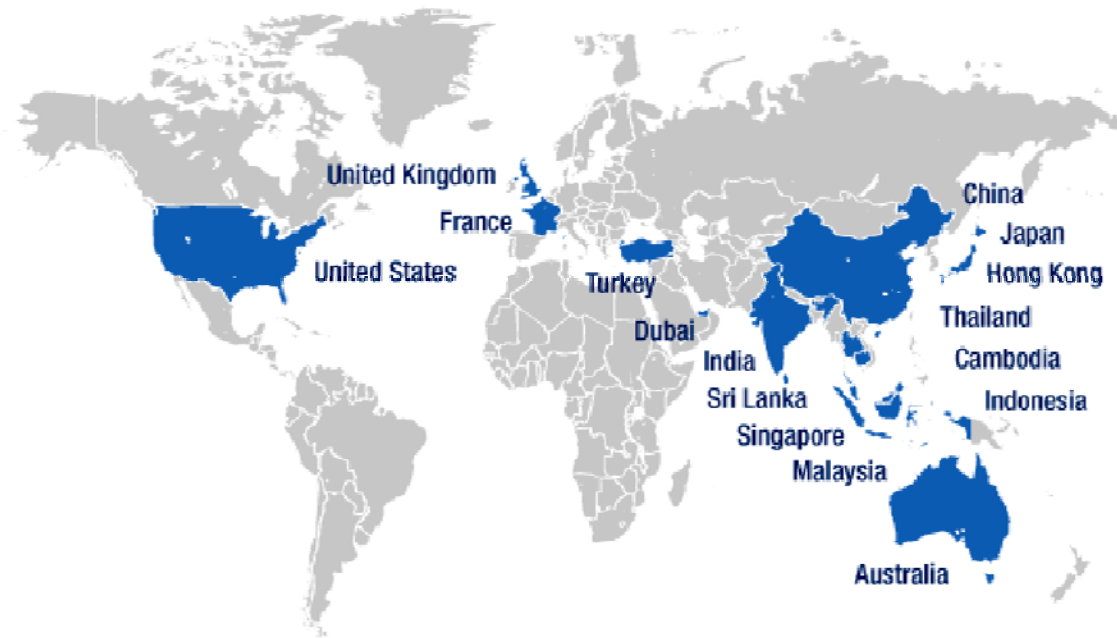 United Kingdom
China
France
Japan
United States
Hong Kong
Turkey
Thailand
Dubai
Cambodia
India
Sri Lanka
Indonesia
Singapore
Malaysia
Australia